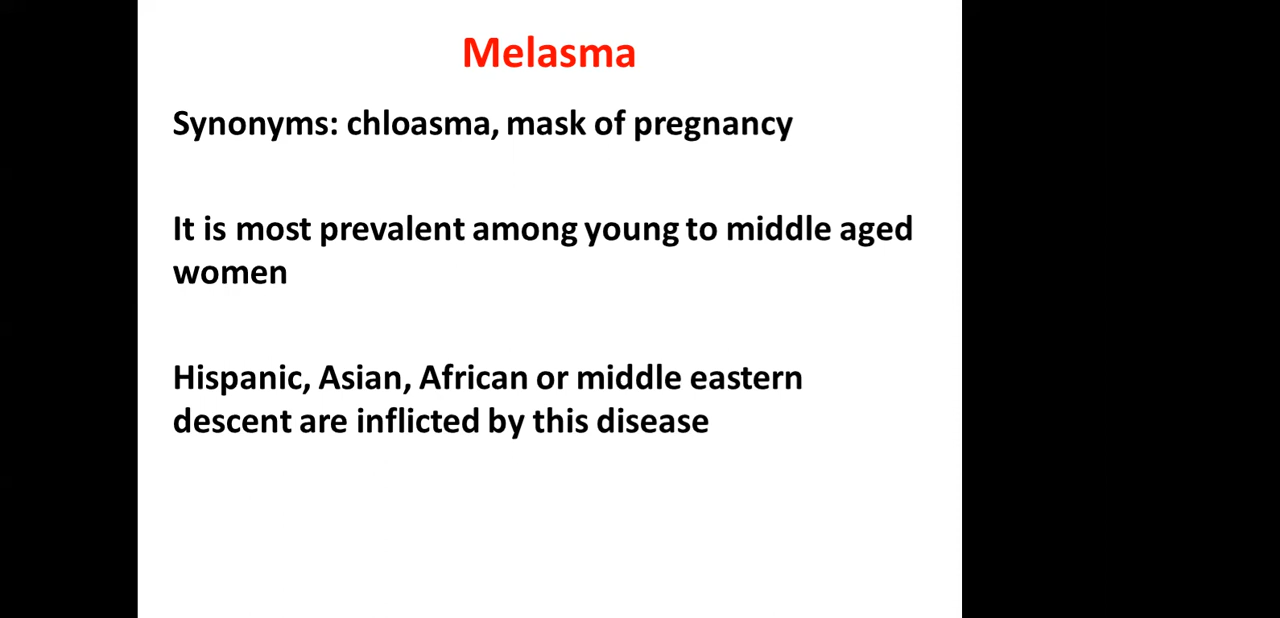 Melasma
Synonyms: chloasma, mask of pregnancy
It is most prevalent among young to middle aged
women
Hispanic, Asian, African or middle eastern
descent are inflicted by this disease